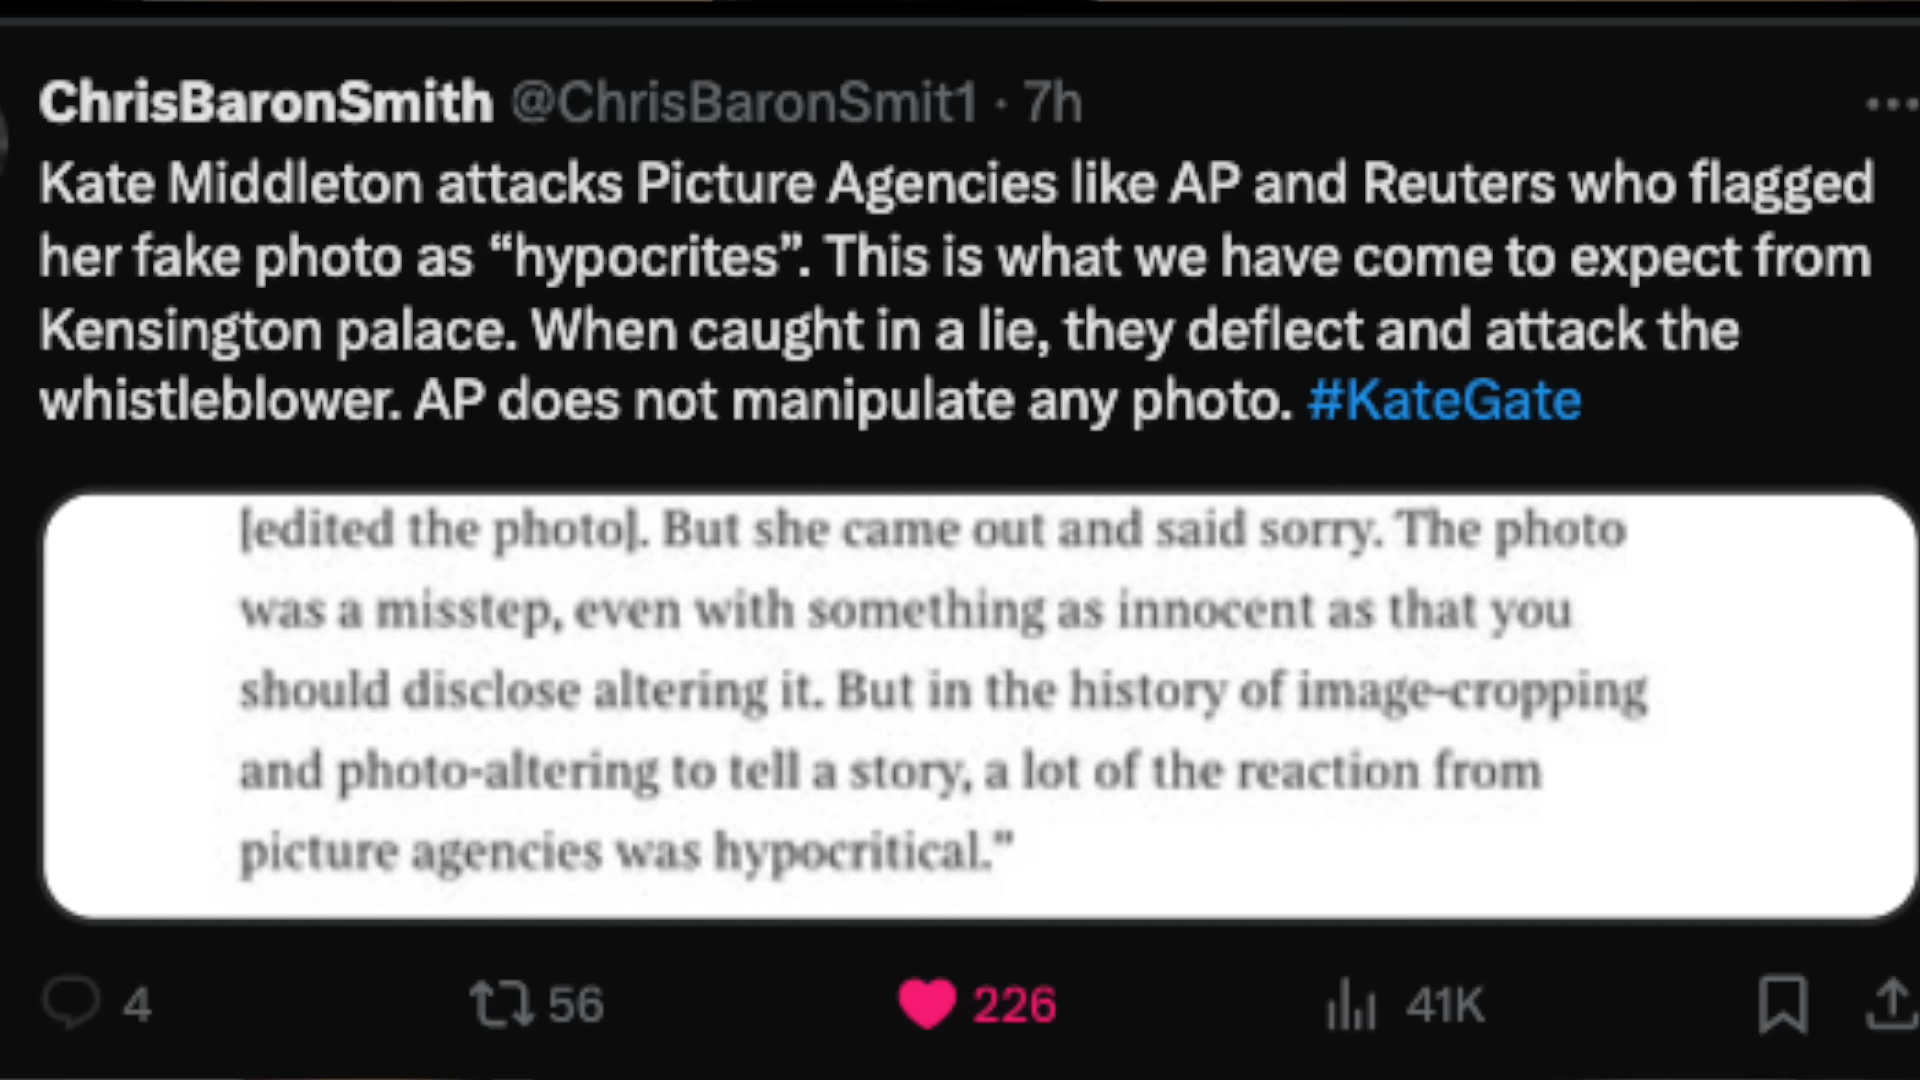 ChrisBaronSmith @ChrisBaronSmit1 · 7h
Kate Middleton attacks Picture Agencies like AP and Reuters who flagged
her fake photo as “hypocrites”. This is what we have come to expect from
Kensington palace. When caught in a lie, they deflect and attack the
whistleblower. AP does not manipulate any photo. #KateGate
[edited the photo]. But she came out and said sorry. The photo
was a misstep, even with something as innocent as that you
should disclose altering it. But in the history of image-cropping
and photo-altering to tell a story, a lot of the reaction from
picture agencies was hypocritical.”
4 56 226 41K